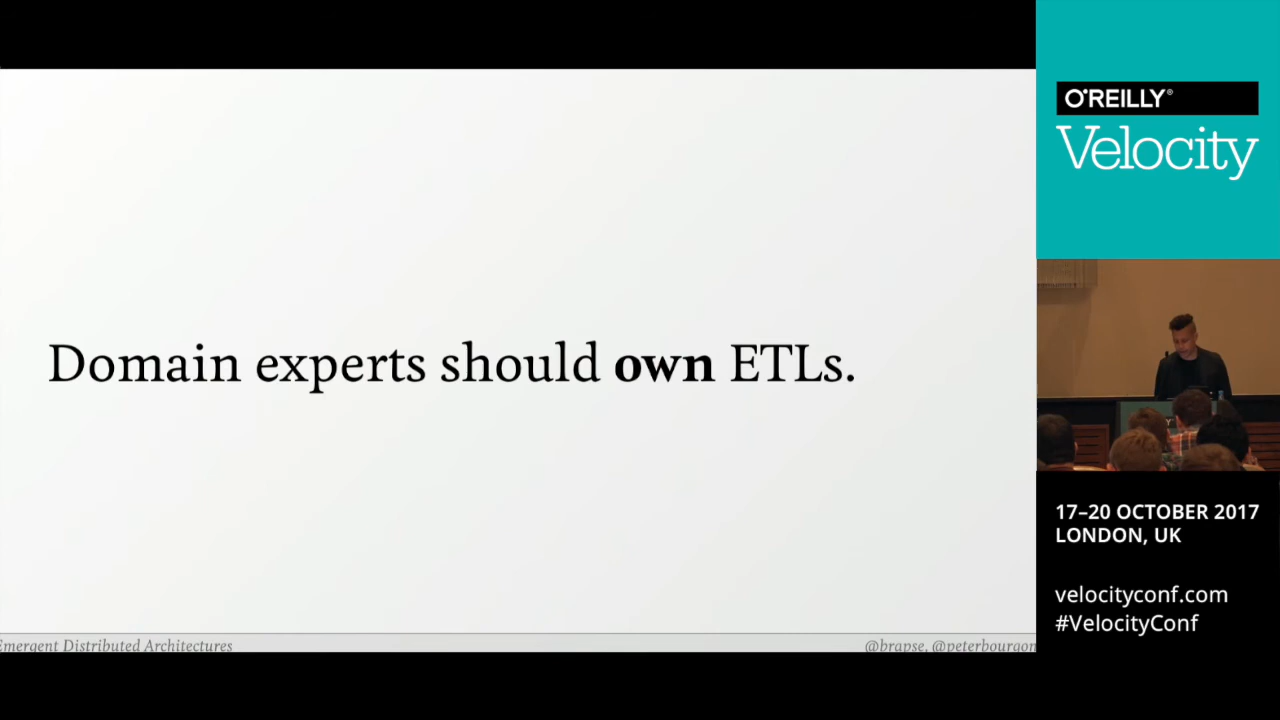 Domain experts should own ETLs.
Emergent Distributed Architectures
@brapse, @peterbourgon
O'REILLY®
Velocity
17–20 OCTOBER 2017
LONDON, UK
velocityconf.com
#VelocityConf